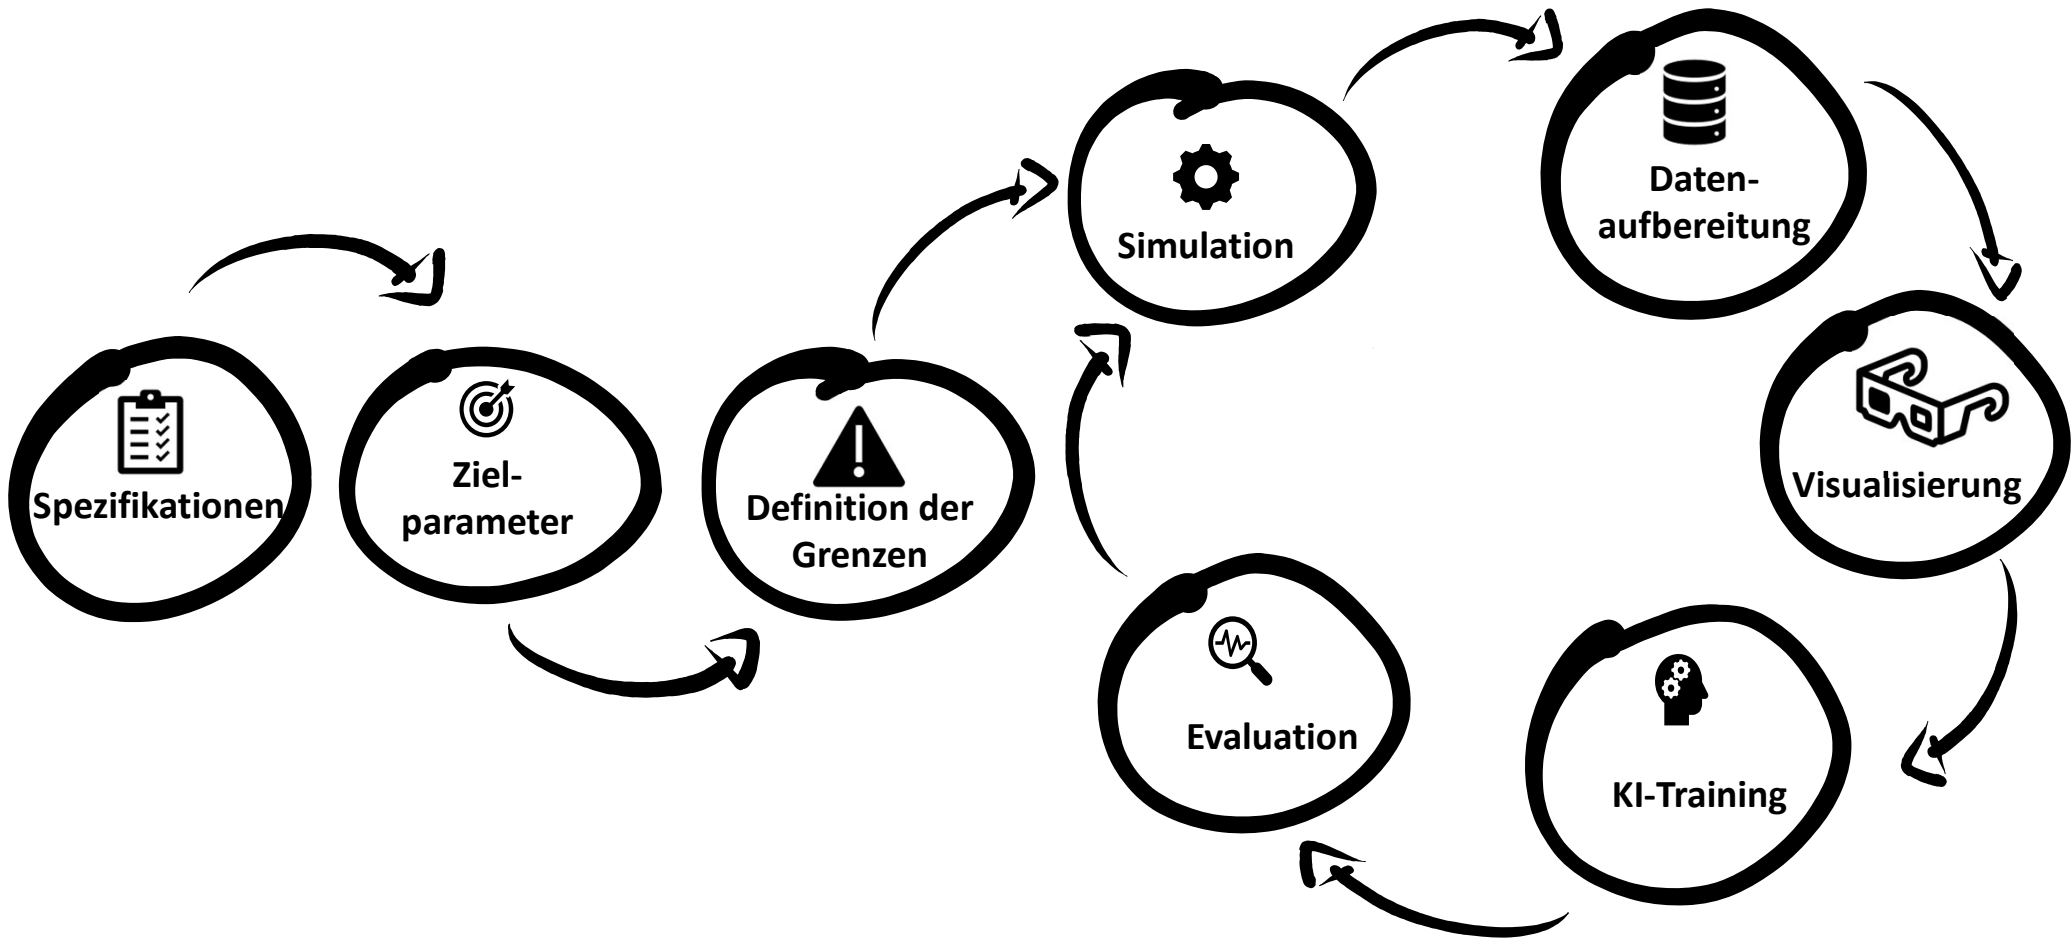 Spezifikationen
Ziel-
parameter
Definition der
Grenzen
Simulation
Daten-
aufbereitung
Visualisierung
KI-Training
Evaluation